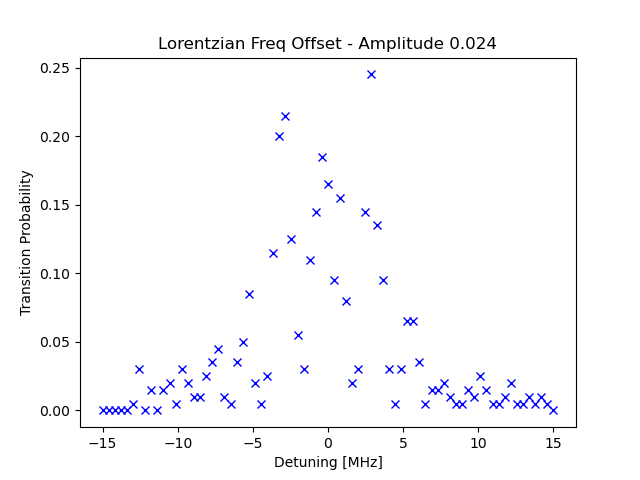 Lorentzian Freq Offset - Amplitude 0.024
Transition Probability
0.25
0.20
0.15
0.10
0.05
0.00
−15 −10 −5 0 5 10 15
Detuning [MHz]